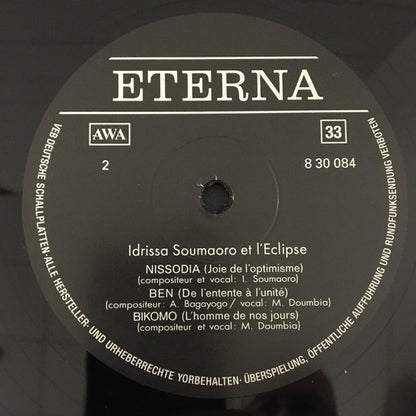 ETERNA
AWA
33
2
8 30 084
Idrissa Soumaoro et l'Eclipse
NISSODIA (Joie de l'optimisme)
(compositeur et vocal: I. Soumaoro)
BEN (De l'entente à l'unité)
(compositeur: A. Bagayogo/vocal: M. Doumbia)
BIKOMO (L'homme de nos jours)
(compositeur et vocal: M. Doumbia)
VEB DEUTSCHE SCHALLPLATTEN·ALLE HERSTELLER- UND URHEBERRECHTE VORBEHALTEN·ÜBERSPIELUNG, ÖFFENTLICHE AUFFÜHRUNG UND RUNDFUNKSENDUNG VERBOTEN